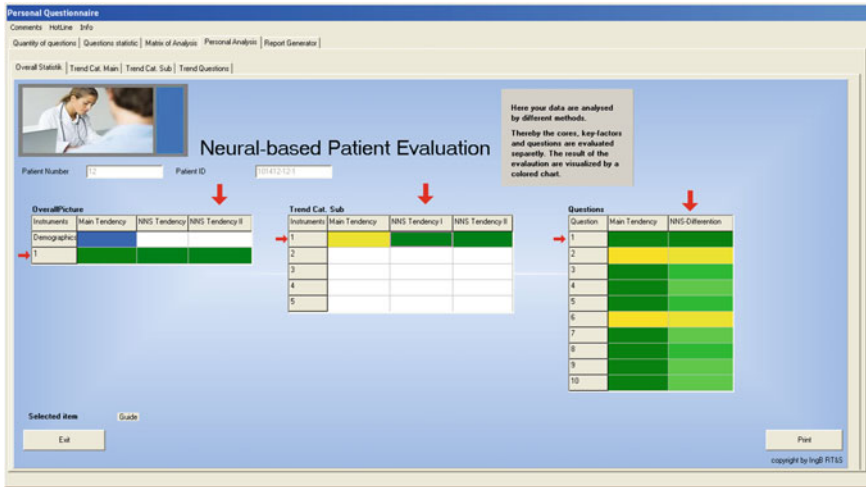 Personal Questionnaire
Comments HotLine Info
Quantity of questions Questions statistic Matrix of Analysis Personal Analysis Report Generator
Overall Statistik Trend Cat. Main Trend Cat. Sub Trend Questions
Here your data are analysed
by different methods.
Thereby the cores, key-factors
and questions are evaluated
separetly. The result of the
evalaution are visualized by a
colored chart.
Neural-based Patient Evaluation
Patient Number 12 Patient ID 101412-12-1
OverallPicture
Instruments Main Tendency NNS Tendency NNS Tendency II
Demographics
1
Trend Cat. Sub
Instruments Main Tendency NNS Tendency I NNS Tendency II
1
2
3
4
5
Questions
Question Main Tendency NNS-Differention
1
2
3
4
5
6
7
8
9
10
Selected item Guide
Exit
Print
copyright by IngB RT&S